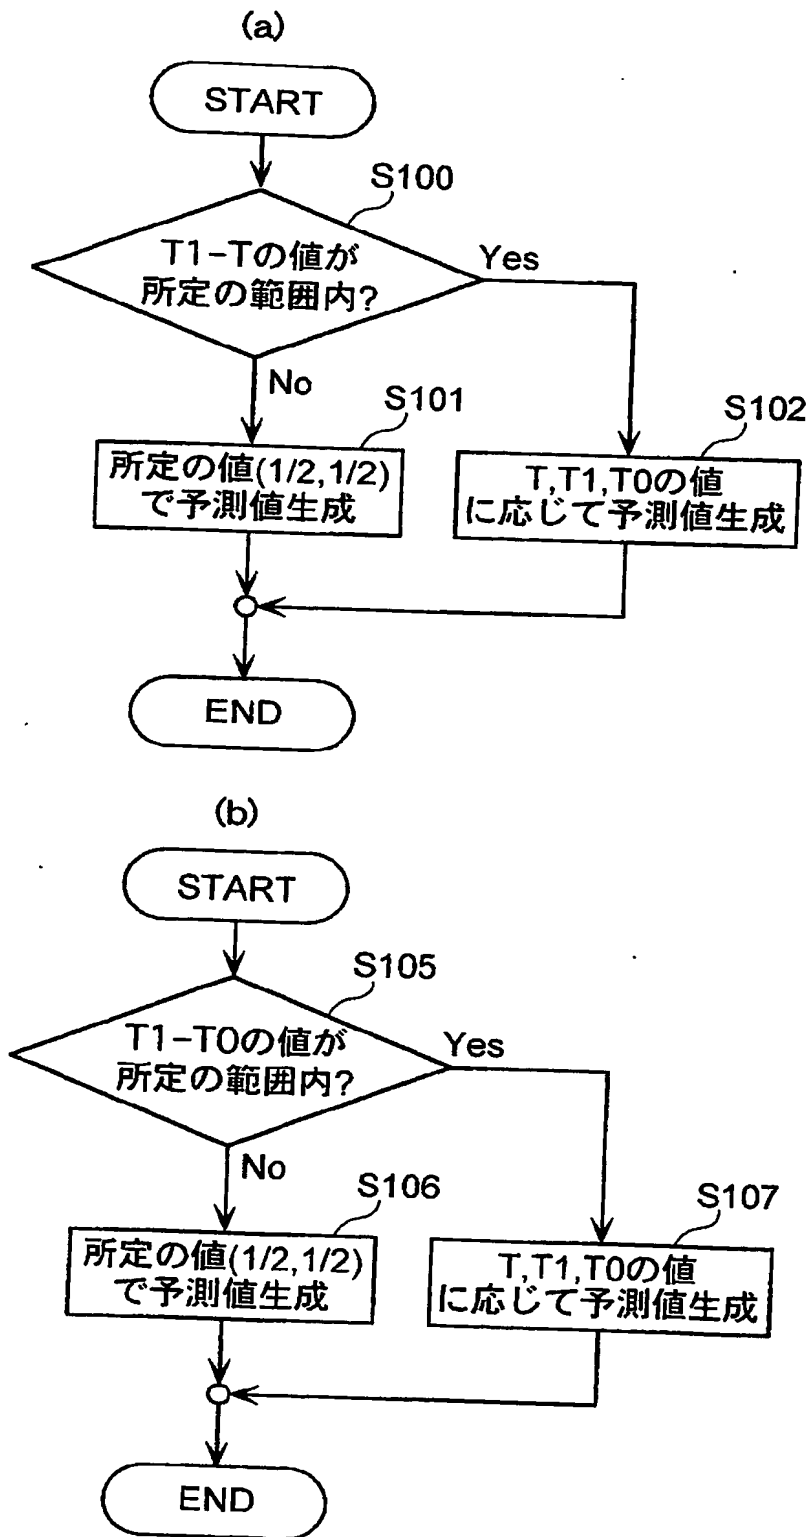 (a)
START
S100
T1-Tの値が
所定の範囲内?
Yes
No
S101
所定の値(1/2,1/2)
で予測値生成
S102
T,T1,T0の値
に応じて予測値生成
END
(b)
START
S105
T1-T0の値が
所定の範囲内?
Yes
No
S106
所定の値(1/2,1/2)
で予測値生成
S107
T,T1,T0の値
に応じて予測値生成
END